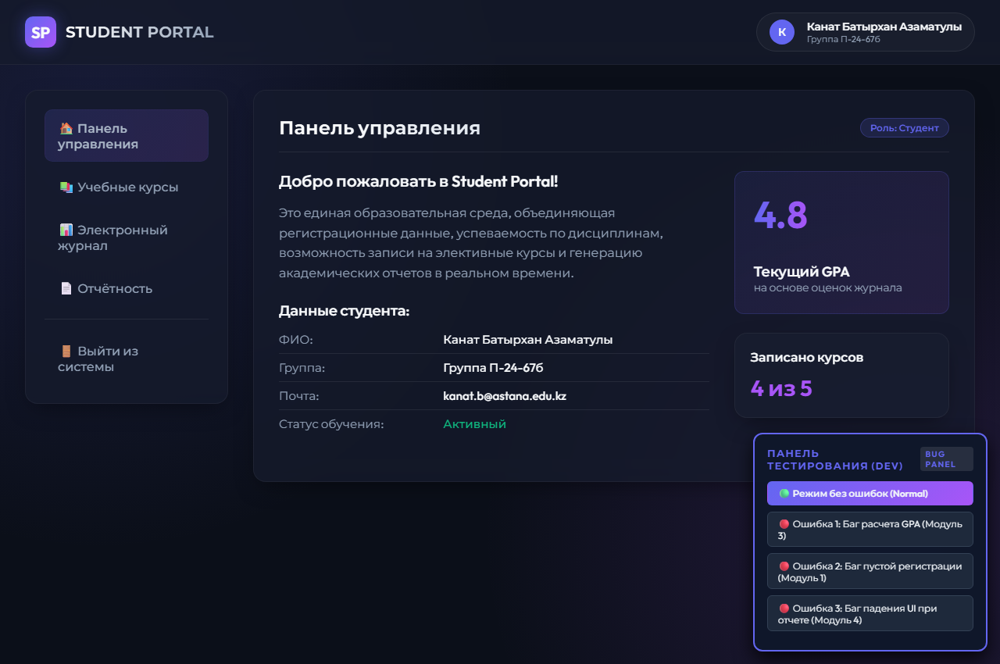 SP
STUDENT PORTAL
К
Канат Батырхан Азаматулы
Группа П-24-67б
🏠 Панель
управления
📚 Учебные курсы
📊 Электронный
журнал
📄 Отчётность
🚪 Выйти из
системы
Панель управления
Роль: Студент
Добро пожаловать в Student Portal!
Это единая образовательная среда, объединяющая
регистрационные данные, успеваемость по дисциплинам,
возможность записи на элективные курсы и генерацию
академических отчетов в реальном времени.
Данные студента:
ФИО: Канат Батырхан Азаматулы
Группа: Группа П-24-67б
Почта: kanat.b@astana.edu.kz
Статус обучения: Активный
4.8
Текущий GPA
на основе оценок журнала
Записано курсов
4 из 5
ПАНЕЛЬ
ТЕСТИРОВАНИЯ (DEV)
BUG
PANEL
🟢 Режим без ошибок (Normal)
🔴 Ошибка 1: Баг расчета GPA (Модуль
3)
🔴 Ошибка 2: Баг пустой регистрации
(Модуль 1)
🔴 Ошибка 3: Баг падения UI при
отчете (Модуль 4)